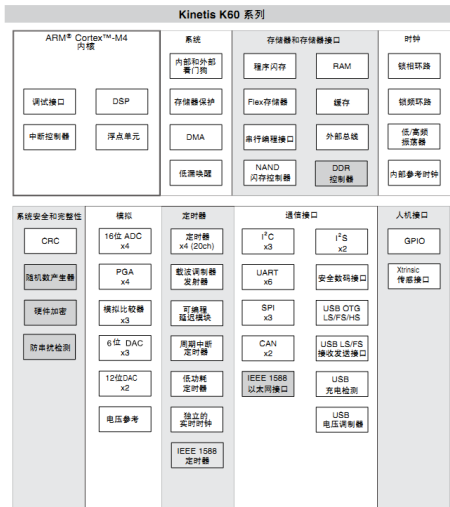 Kinetis K60 系列
ARM® Cortex™-M4
内核
调试接口
DSP
中断控制器
浮点单元
系统
内部和外部
看门狗
存储器保护
DMA
低漏唤醒
存储器和存储器接口
程序闪存
RAM
Flex存储器
缓存
串行编程接口
外部总线
NAND
闪存控制器
DDR
控制器
时钟
锁相环路
锁频环路
低/高频
振荡器
内部参考时钟
系统安全和完整性
CRC
随机数产生器
硬件加密
防串扰检测
模拟
16位 ADC
x4
PGA
x4
模拟比较器
x3
6位 DAC
x3
12位DAC
x2
电压参考
定时器
定时器
x4 (20ch)
载波调制器
发射器
可编程
延迟模块
周期中断
定时器
低功耗
定时器
独立的
实时时钟
IEEE 1588
定时器
通信接口
I²C
x3
I²S
x2
UART
x6
安全数码接口
SPI
x3
USB OTG
LS/FS/HS
CAN
x2
USB LS/FS
接收发送接口
IEEE 1588
以太网接口
USB
充电检测
USB
电压调制器
人机接口
GPIO
Xtrinsic
传感接口